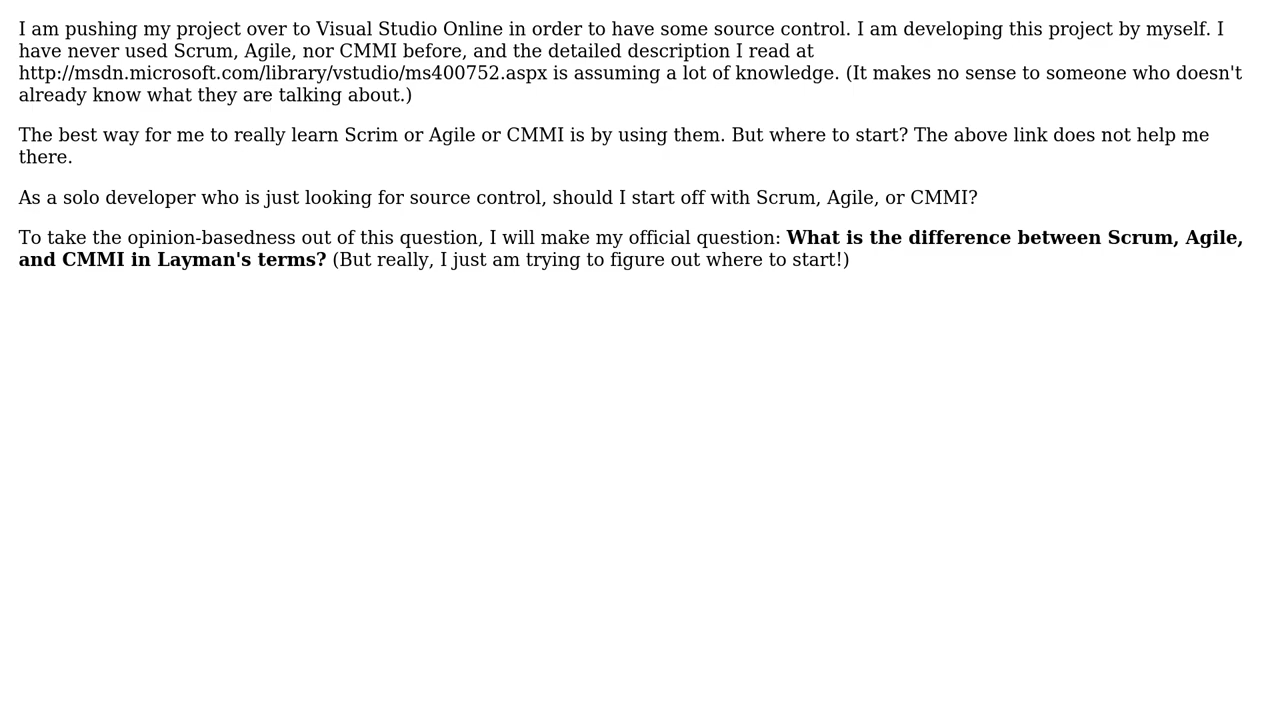 I am pushing my project over to Visual Studio Online in order to have some source control. I am developing this project by myself. I
have never used Scrum, Agile, nor CMMI before, and the detailed description I read at
http://msdn.microsoft.com/library/vstudio/ms400752.aspx is assuming a lot of knowledge. (It makes no sense to someone who doesn't
already know what they are talking about.)
The best way for me to really learn Scrim or Agile or CMMI is by using them. But where to start? The above link does not help me
there.
As a solo developer who is just looking for source control, should I start off with Scrum, Agile, or CMMI?
To take the opinion-basedness out of this question, I will make my official question: What is the difference between Scrum, Agile,
and CMMI in Layman's terms? (But really, I just am trying to figure out where to start!)